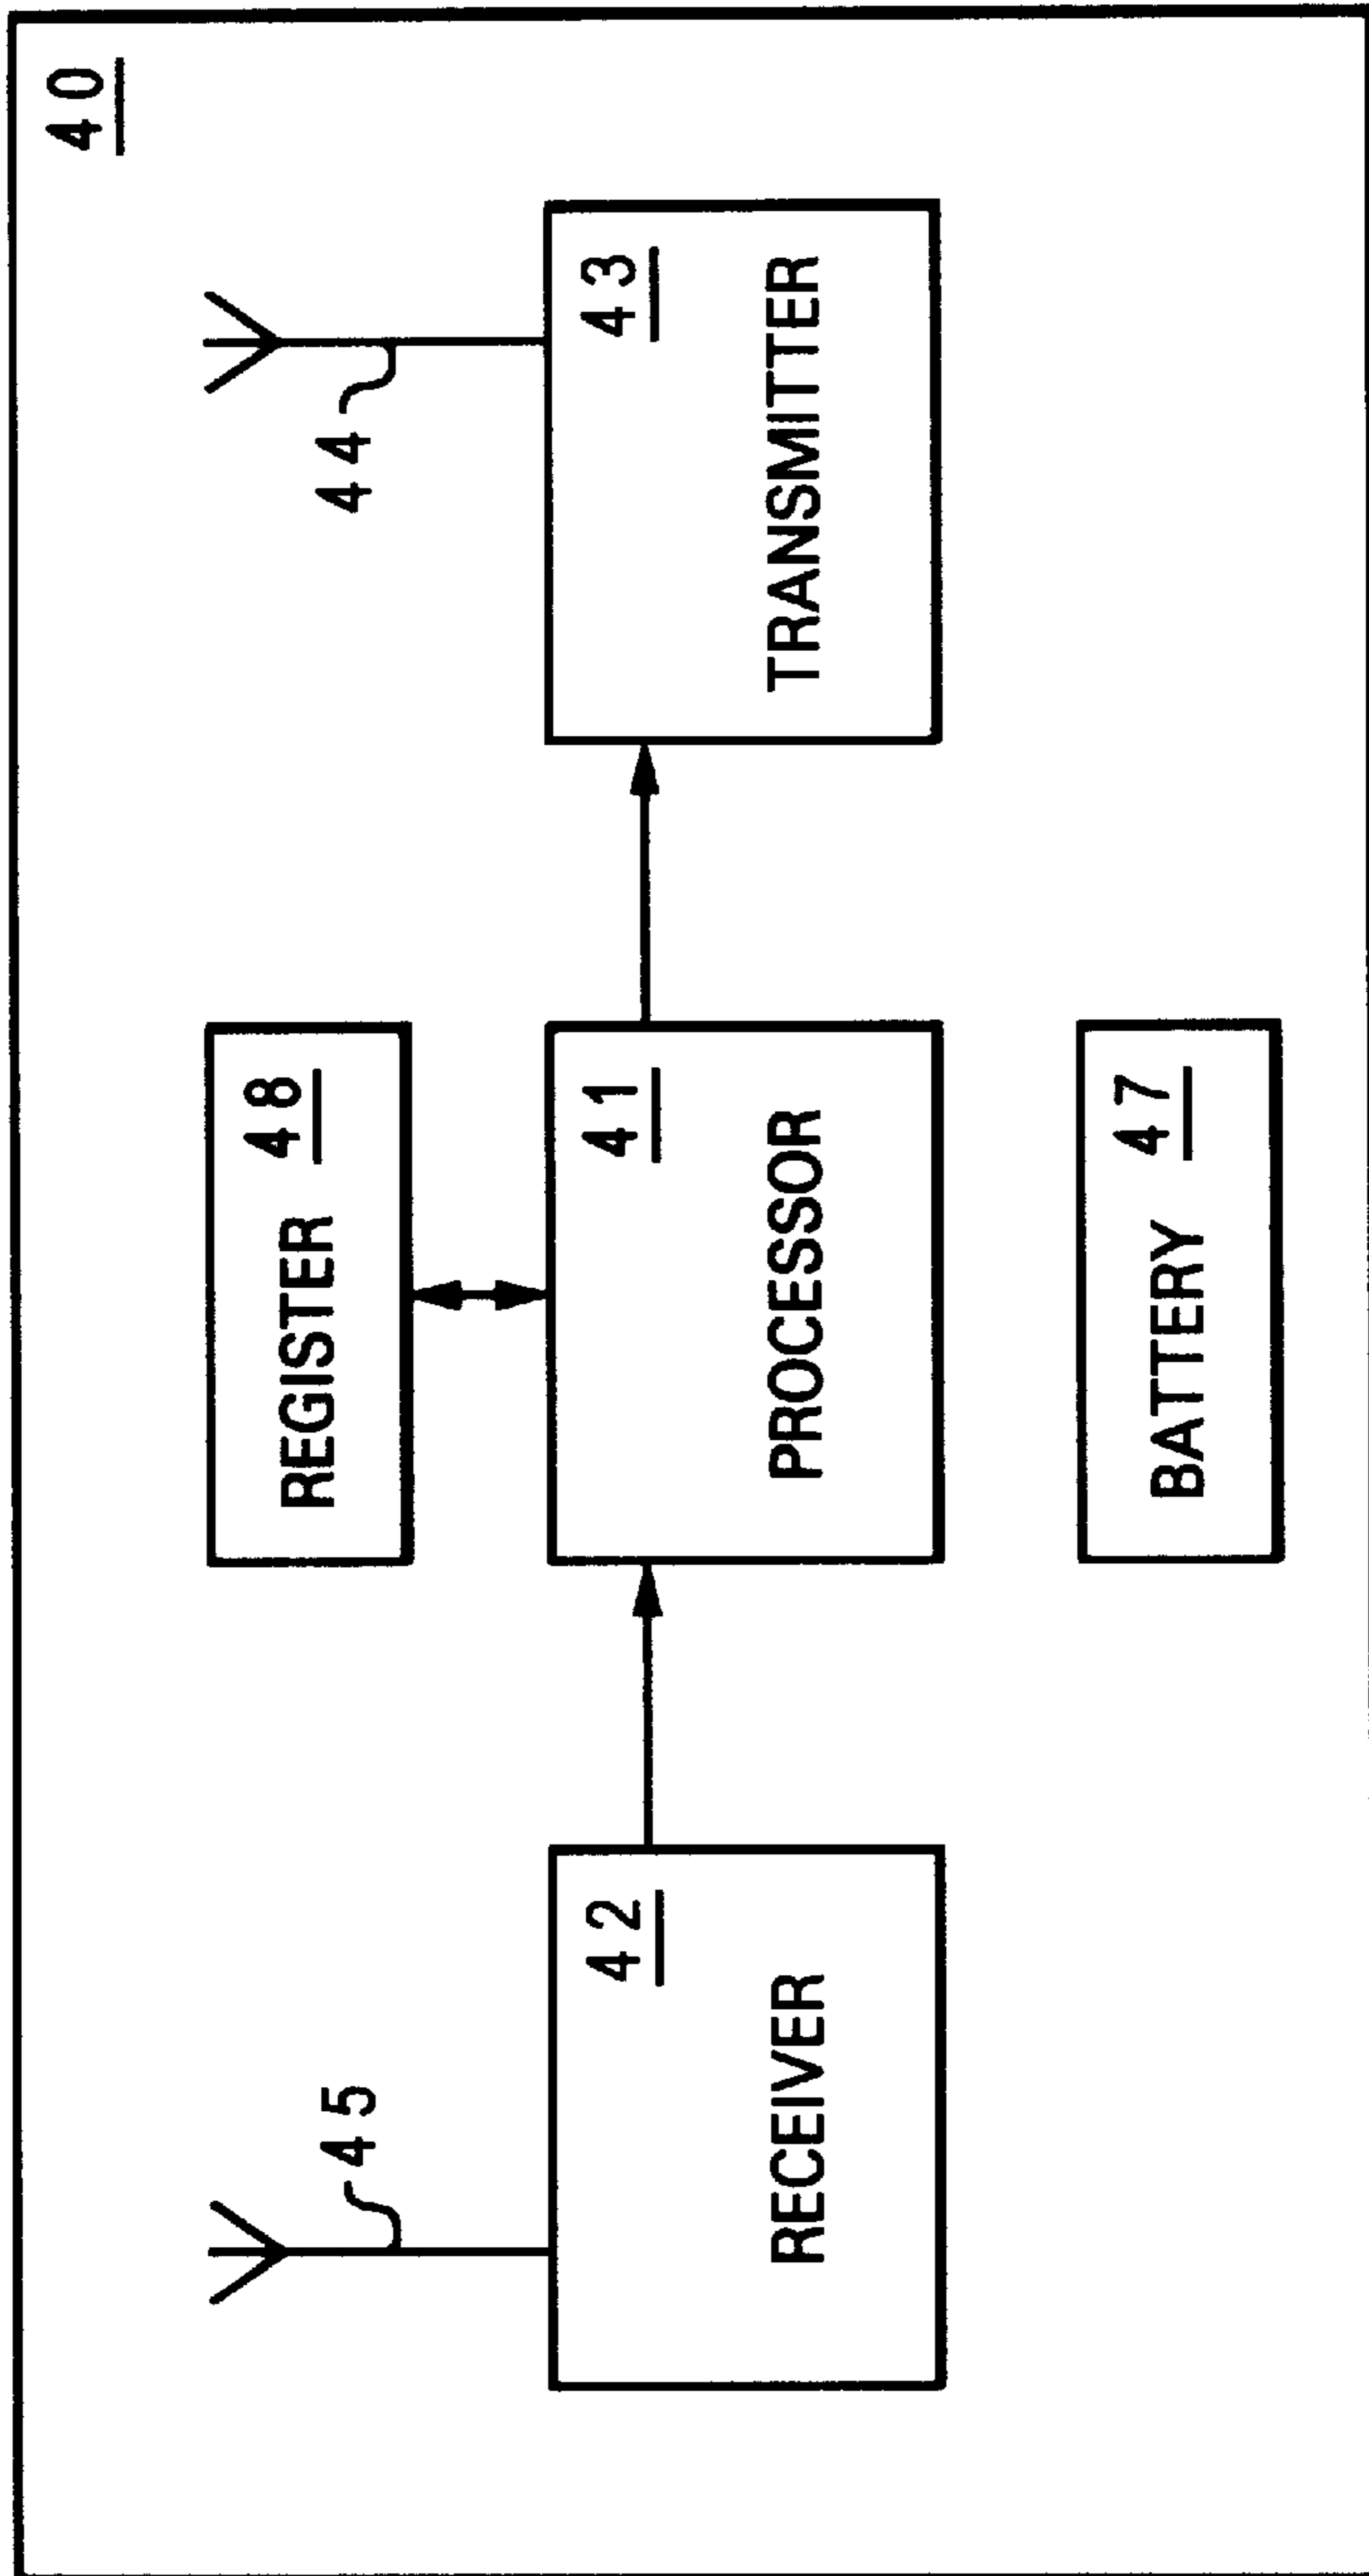 40
45
44
REGISTER 48
42
RECEIVER
41
PROCESSOR
43
TRANSMITTER
BATTERY 47